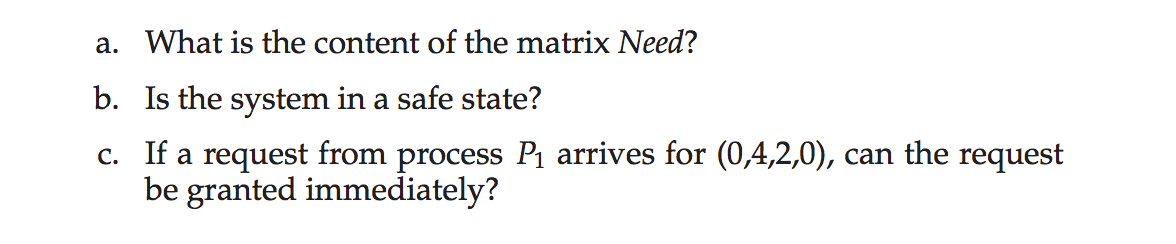 a. What is the content of the matrix Need?
b. Is the system in a safe state?
c. If a request from process P₁ arrives for (0,4,2,0), can the request
be granted immediately?